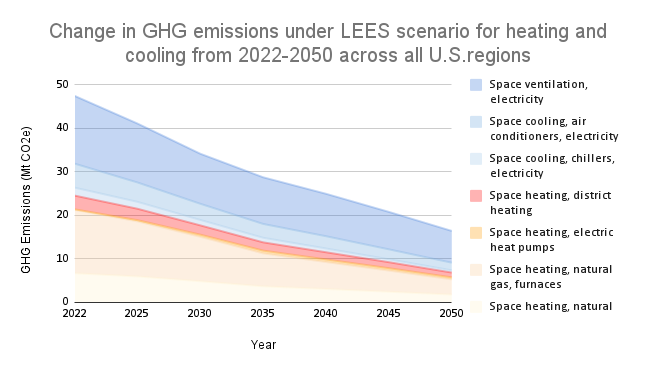 Change in GHG emissions under LEES scenario for heating and
cooling from 2022-2050 across all U.S.regions
50
40
30
20
10
0
GHG Emissions (Mt CO2e)
2022 2025 2030 2035 2040 2045 2050
Year
Space ventilation,
electricity
Space cooling, air
conditioners, electricity
Space cooling, chillers,
electricity
Space heating, district
heating
Space heating, electric
heat pumps
Space heating, natural
gas, furnaces
Space heating, natural